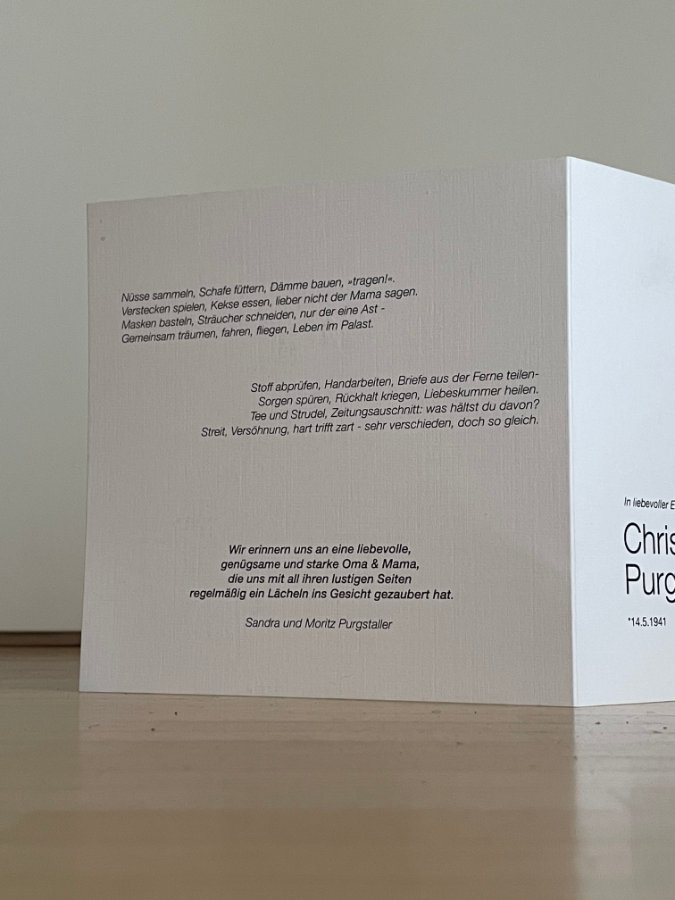 Nüsse sammeln, Schafe füttern, Dämme bauen, »tragen!«.
Verstecken spielen, Kekse essen, lieber nicht der Mama sagen.
Masken basteln, Sträucher schneiden, nur der eine Ast -
Gemeinsam träumen, fahren, fliegen, Leben im Palast.
Stoff abprüfen, Handarbeiten, Briefe aus der Ferne teilen-
Sorgen spüren, Rückhalt kriegen, Liebeskummer heilen.
Tee und Strudel, Zeitungsauschnitt: was hältst du davon?
Streit, Versöhnung, hart trifft zart - sehr verschieden, doch so gleich.
Wir erinnern uns an eine liebevolle,
genügsame und starke Oma & Mama,
die uns mit all ihren lustigen Seiten
regelmäßig ein Lächeln ins Gesicht gezaubert hat.
Sandra und Moritz Purgstaller
In liebevoller E
Chris
Purg
*14.5.1941